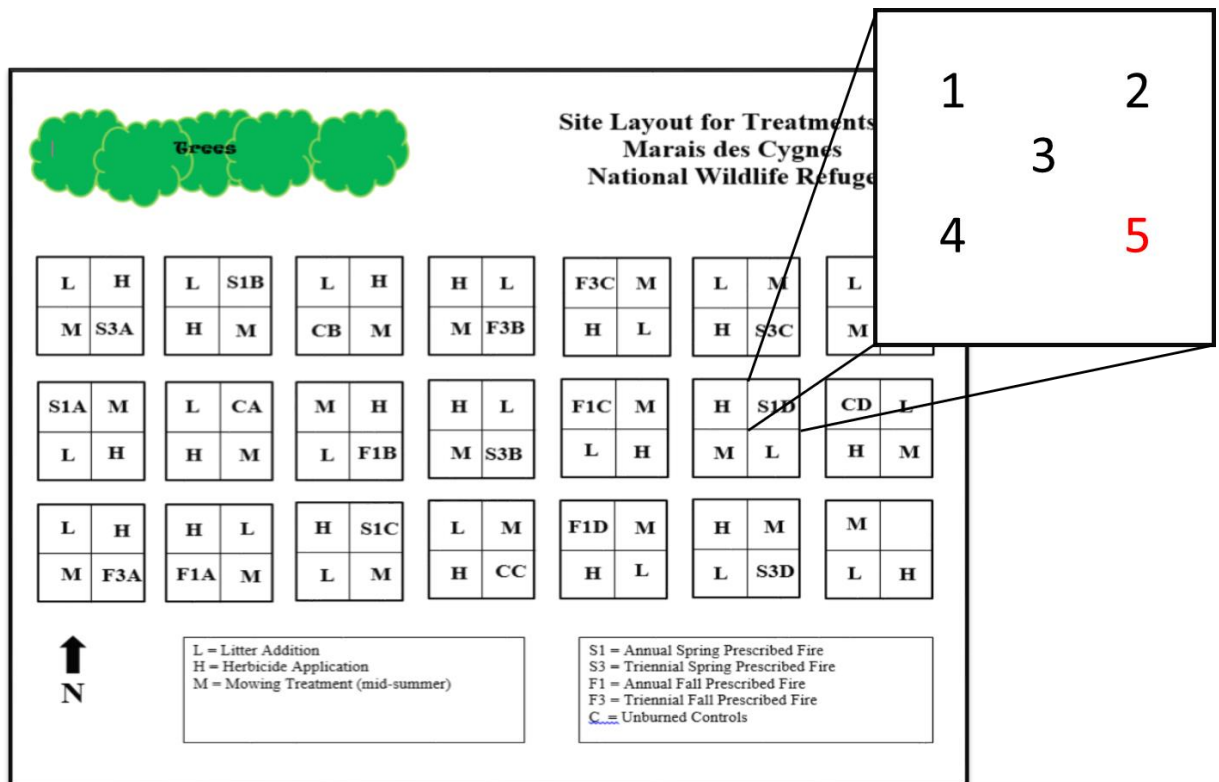 Trees
Site Layout for Treatments
Marais des Cygnes
National Wildlife Refuge
1 2
3
4 5
L H L S1B L H H L F3C M L M L
M S3A H M CB M M F3B H L H S3C M
S1A M L CA M H H L F1C M H S1D CD L
L H H M L F1B M S3B L H M L H M
L H H L H S1C L M F1D M H M M
M F3A F1A M L M H CC H L L S3D L H
N
L = Litter Addition
H = Herbicide Application
M = Mowing Treatment (mid-summer)
S1 = Annual Spring Prescribed Fire
S3 = Triennial Spring Prescribed Fire
F1 = Annual Fall Prescribed Fire
F3 = Triennial Fall Prescribed Fire
C = Unburned Controls